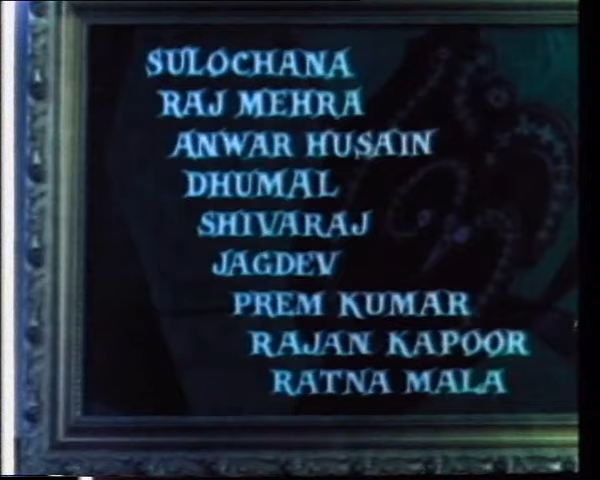 SULOCHANA
RAJ MEHRA
ANWAR HUSAIN
DHUMAL
SHIVARAJ
JAGDEV
PREM KUMAR
RAJAN KAPOOR
RATNA MALA